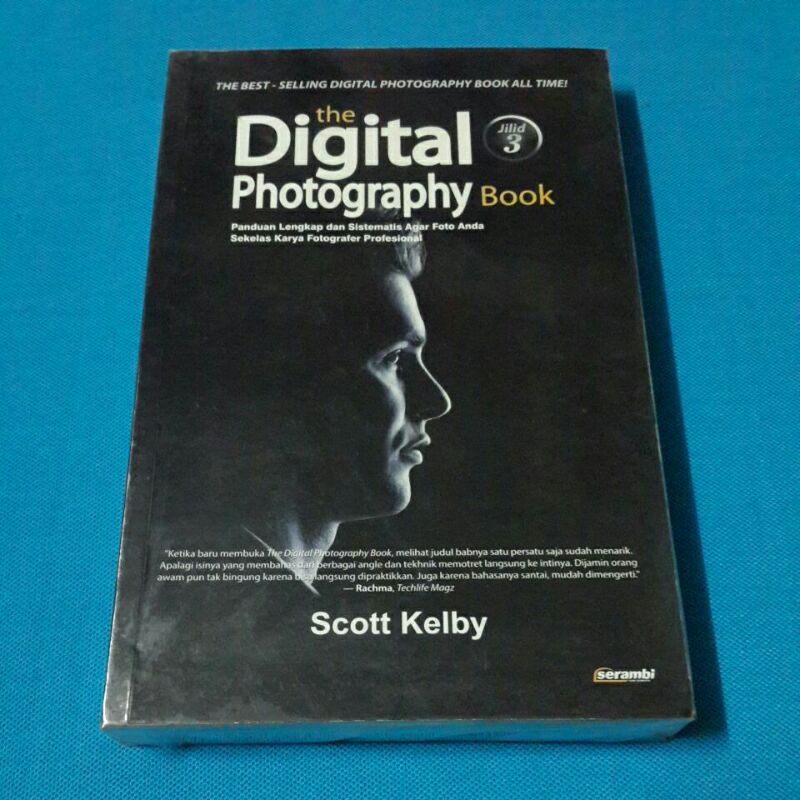 THE BEST - SELLING DIGITAL PHOTOGRAPHY BOOK ALL TIME!
the
Digital
Jilid
3
Photography Book
Panduan Lengkap dan Sistematis Agar Foto Anda
Sekelas Karya Fotografer Profesional
"Ketika baru membuka The Digital Photography Book, melihat judul babnya satu persatu saja sudah menarik.
Apalagi isinya yang membahas dari berbagai angle dan tekhnik memotret langsung ke intinya. Dijamin orang
awam pun tak bingung karena bisa langsung dipraktikkan. Juga karena bahasanya santai, mudah dimengerti."
— Rachma, Techlife Magz
Scott Kelby
serambi